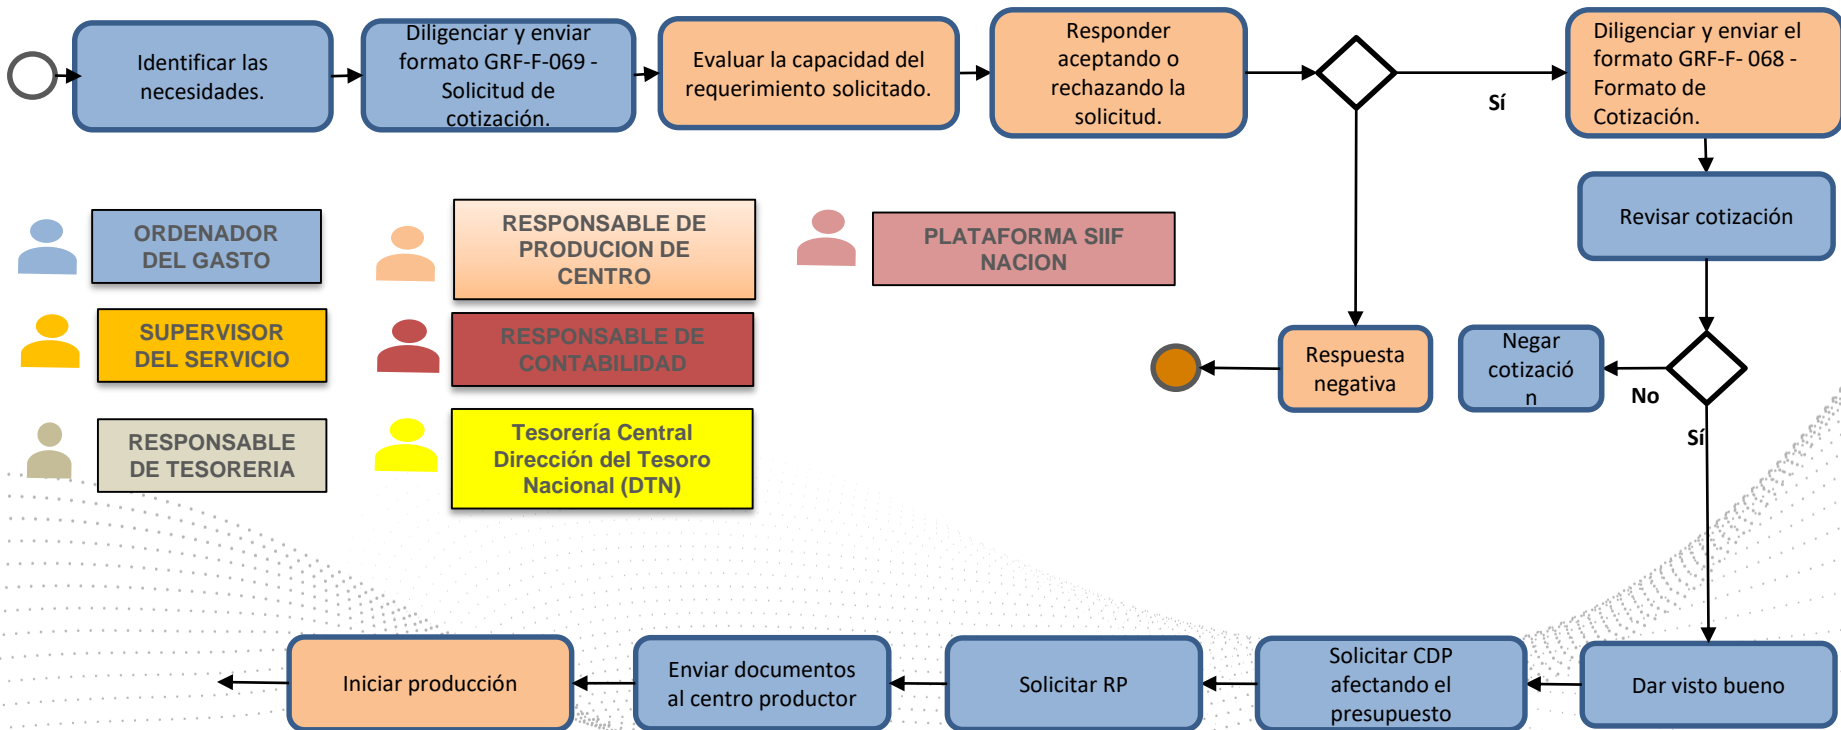 Identificar las
necesidades.
Diligenciar y enviar
formato GRF-F-069 -
Solicitud de
cotización.
Evaluar la capacidad del
requerimiento solicitado.
Responder
aceptando o
rechazando la
solicitud.
Sí
Diligenciar y enviar el
formato GRF-F- 068 -
Formato de
Cotización.
Revisar cotización
ORDENADOR
DEL GASTO
RESPONSABLE DE
PRODUCION DE
CENTRO
PLATAFORMA SIIF
NACION
SUPERVISOR
DEL SERVICIO
RESPONSABLE DE
CONTABILIDAD
RESPONSABLE
DE TESORERIA
Tesorería Central
Dirección del Tesoro
Nacional (DTN)
Respuesta
negativa
Negar
cotizació
n
No
Sí
Iniciar producción
Enviar documentos
al centro productor
Solicitar RP
Solicitar CDP
afectando el
presupuesto
Dar visto bueno